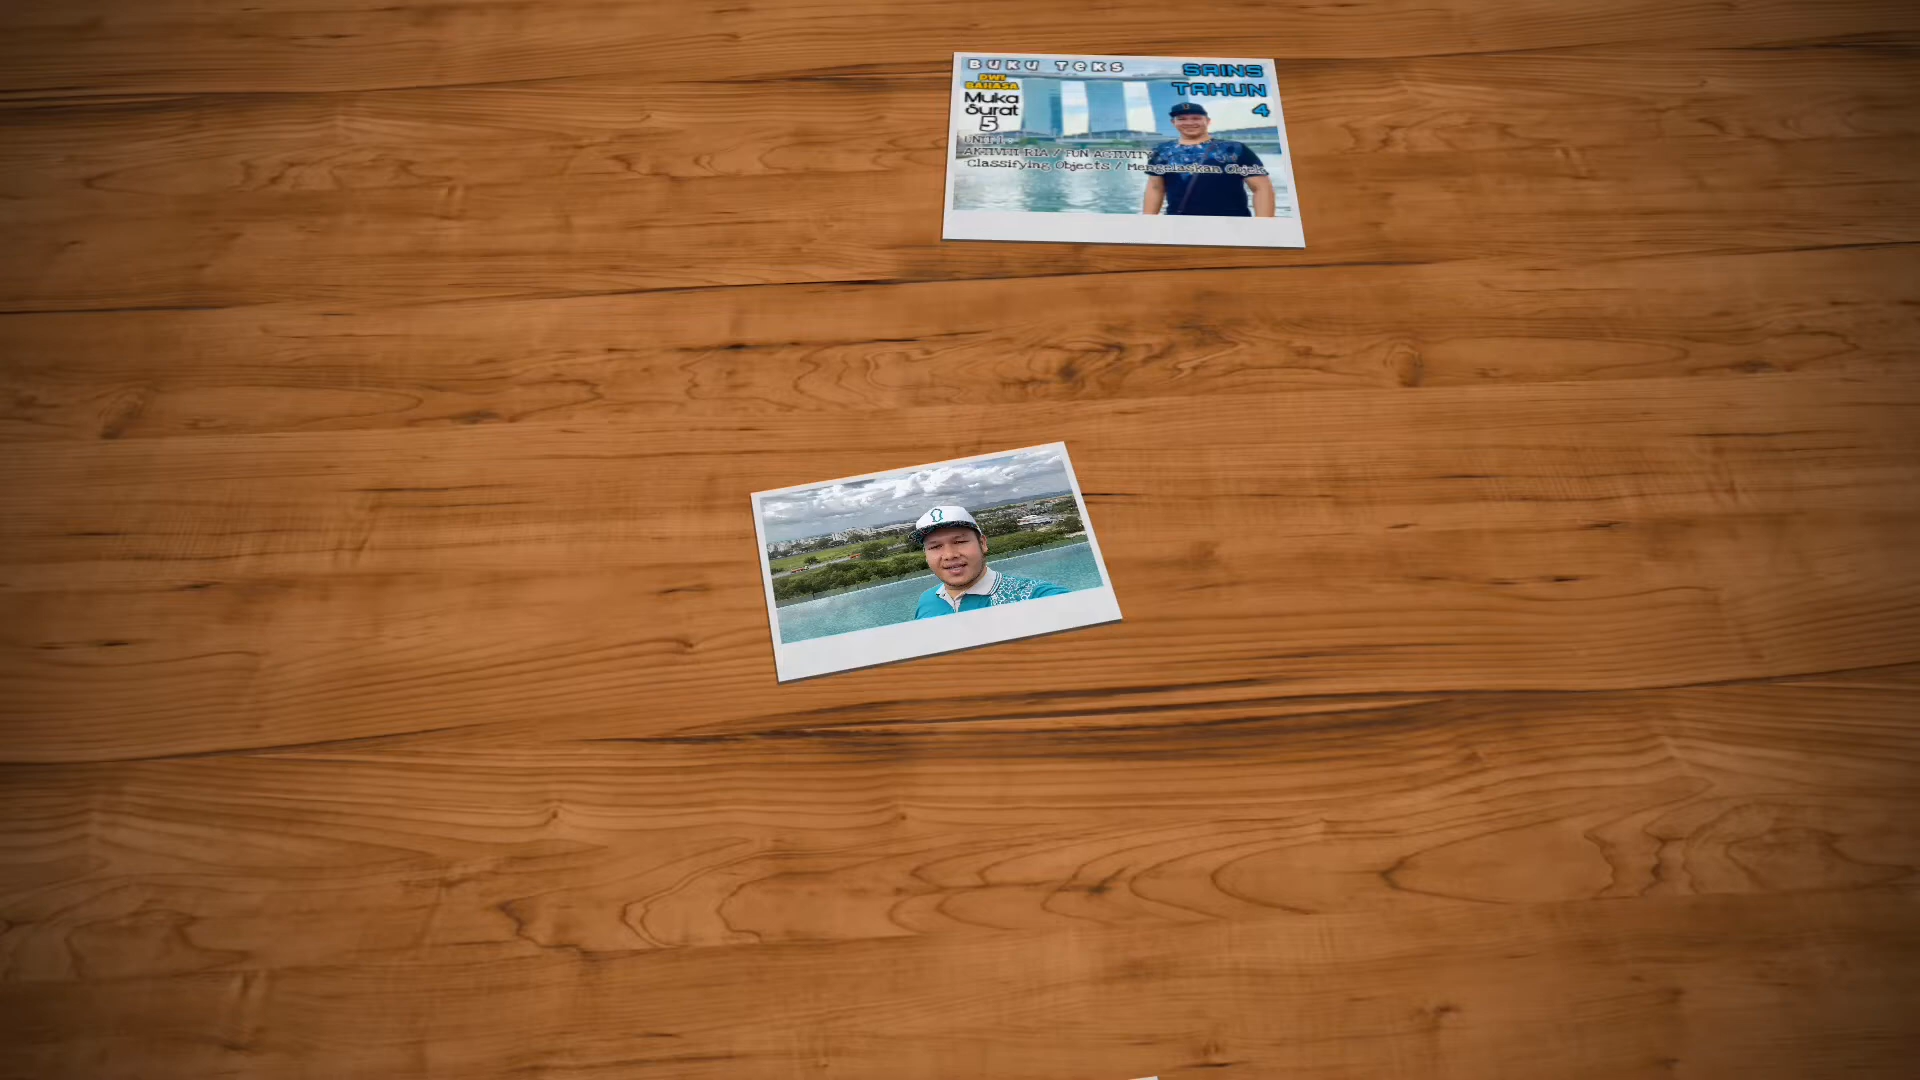 BUKU TEKS
DWI
BAHASA
Muka
Surat
5
SAINS
TAHUN
4
UNIT 1:
AKTIVITI RIA / FUN ACTIVITY
Classifying Objects / Mengelaskan Objek